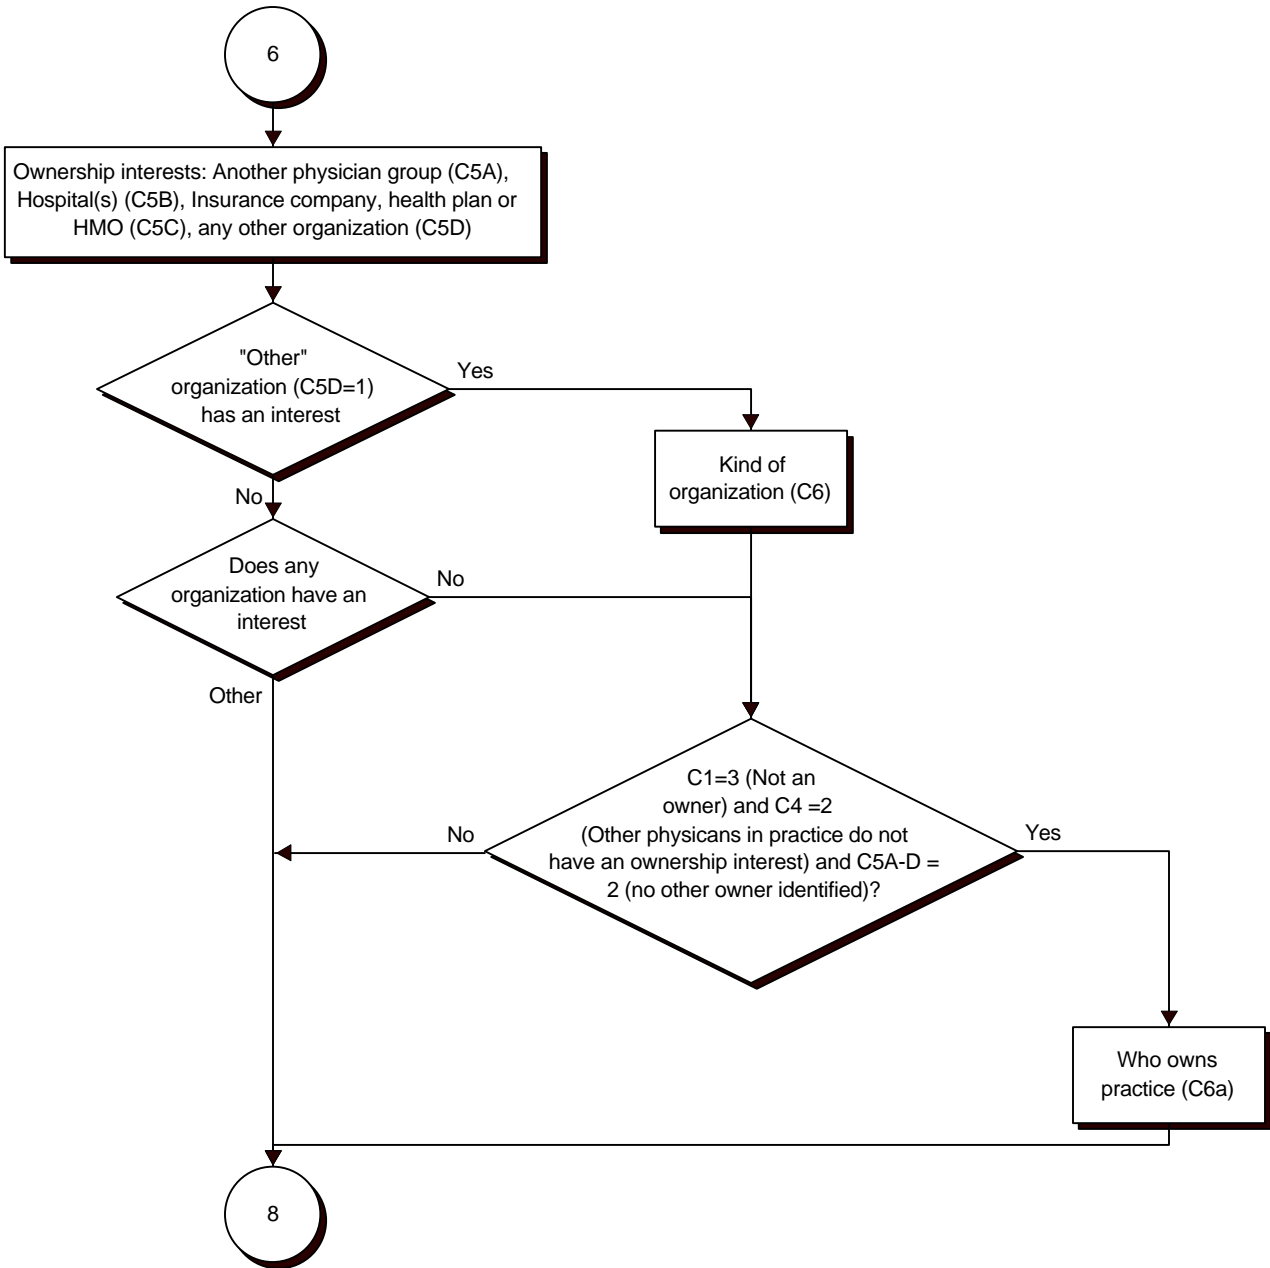 6
Ownership interests: Another physician group (C5A),
Hospital(s) (C5B), Insurance company, health plan or
HMO (C5C), any other organization (C5D)
"Other"
organization (C5D=1)
has an interest
Yes
No
Kind of
organization (C6)
Does any
organization have an
interest
No
Other
C1=3 (Not an
owner) and C4 =2
(Other physicans in practice do not
have an ownership interest) and C5A-D =
2 (no other owner identified)?
No
Yes
Who owns
practice (C6a)
8